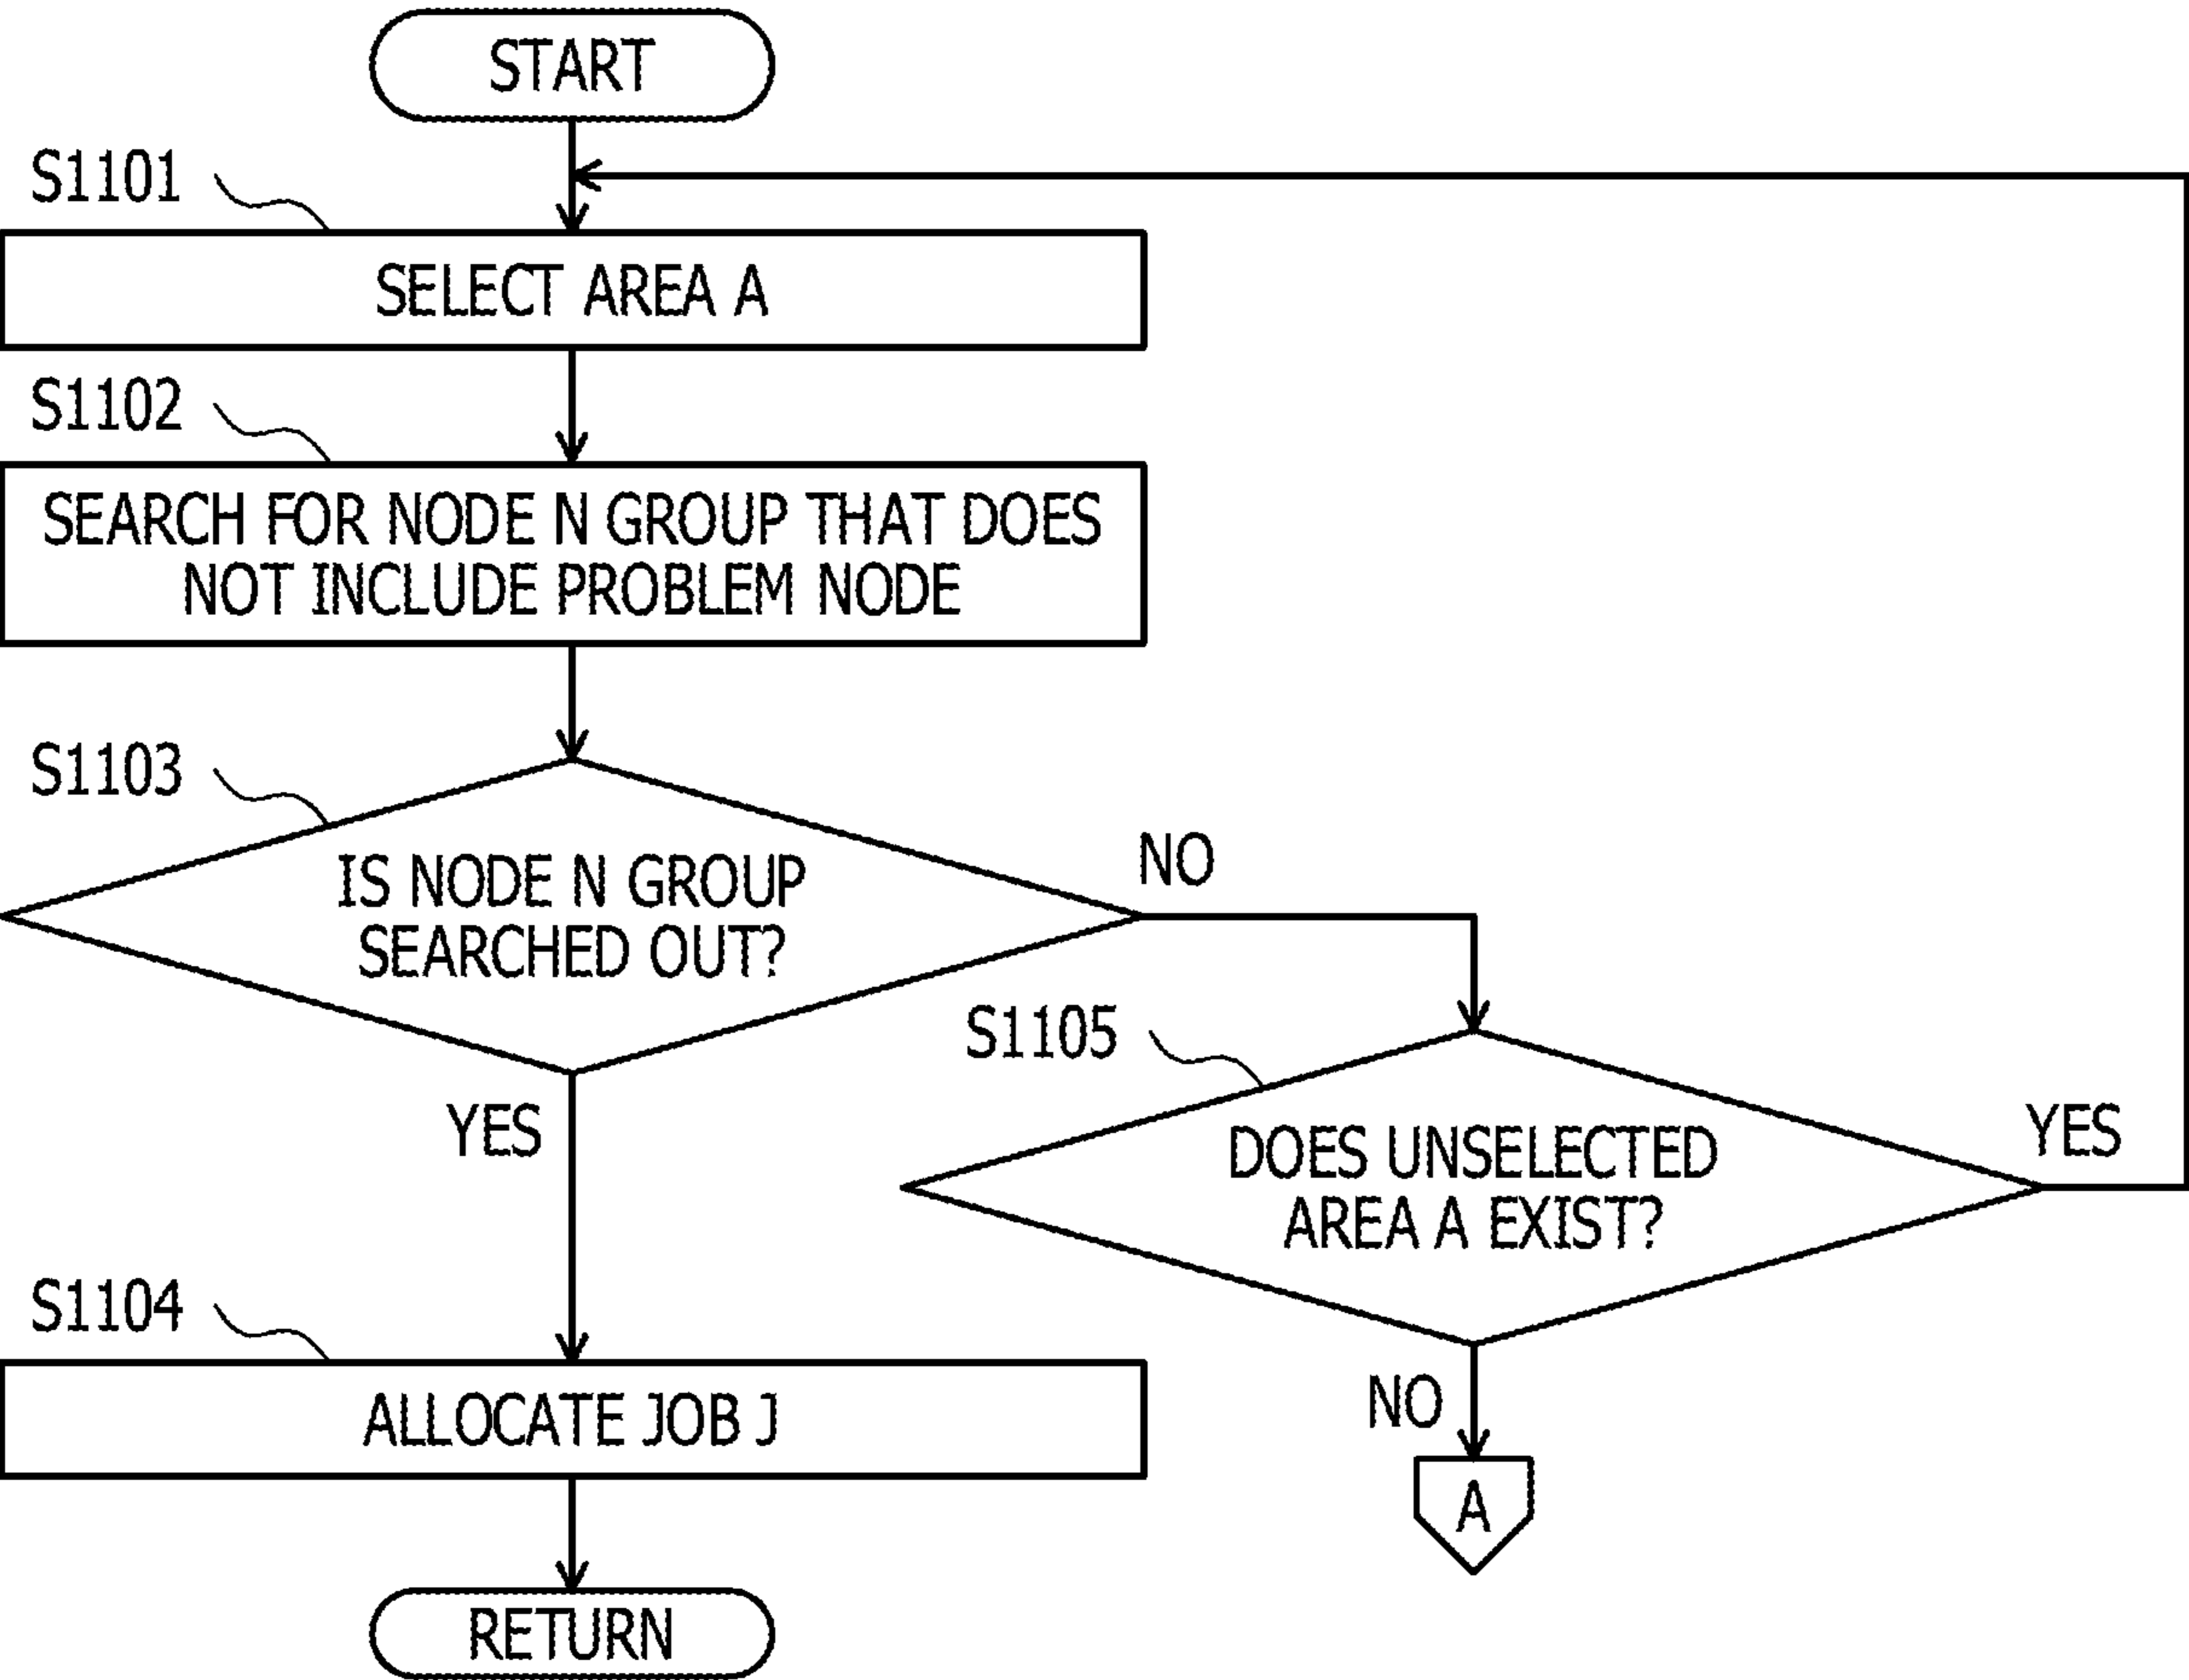 START
S1101
SELECT AREA A
S1102
SEARCH FOR NODE N GROUP THAT DOES
NOT INCLUDE PROBLEM NODE
S1103
IS NODE N GROUP
SEARCHED OUT?
NO
YES
S1105
DOES UNSELECTED
AREA A EXIST?
YES
NO
A
S1104
ALLOCATE JOB J
RETURN